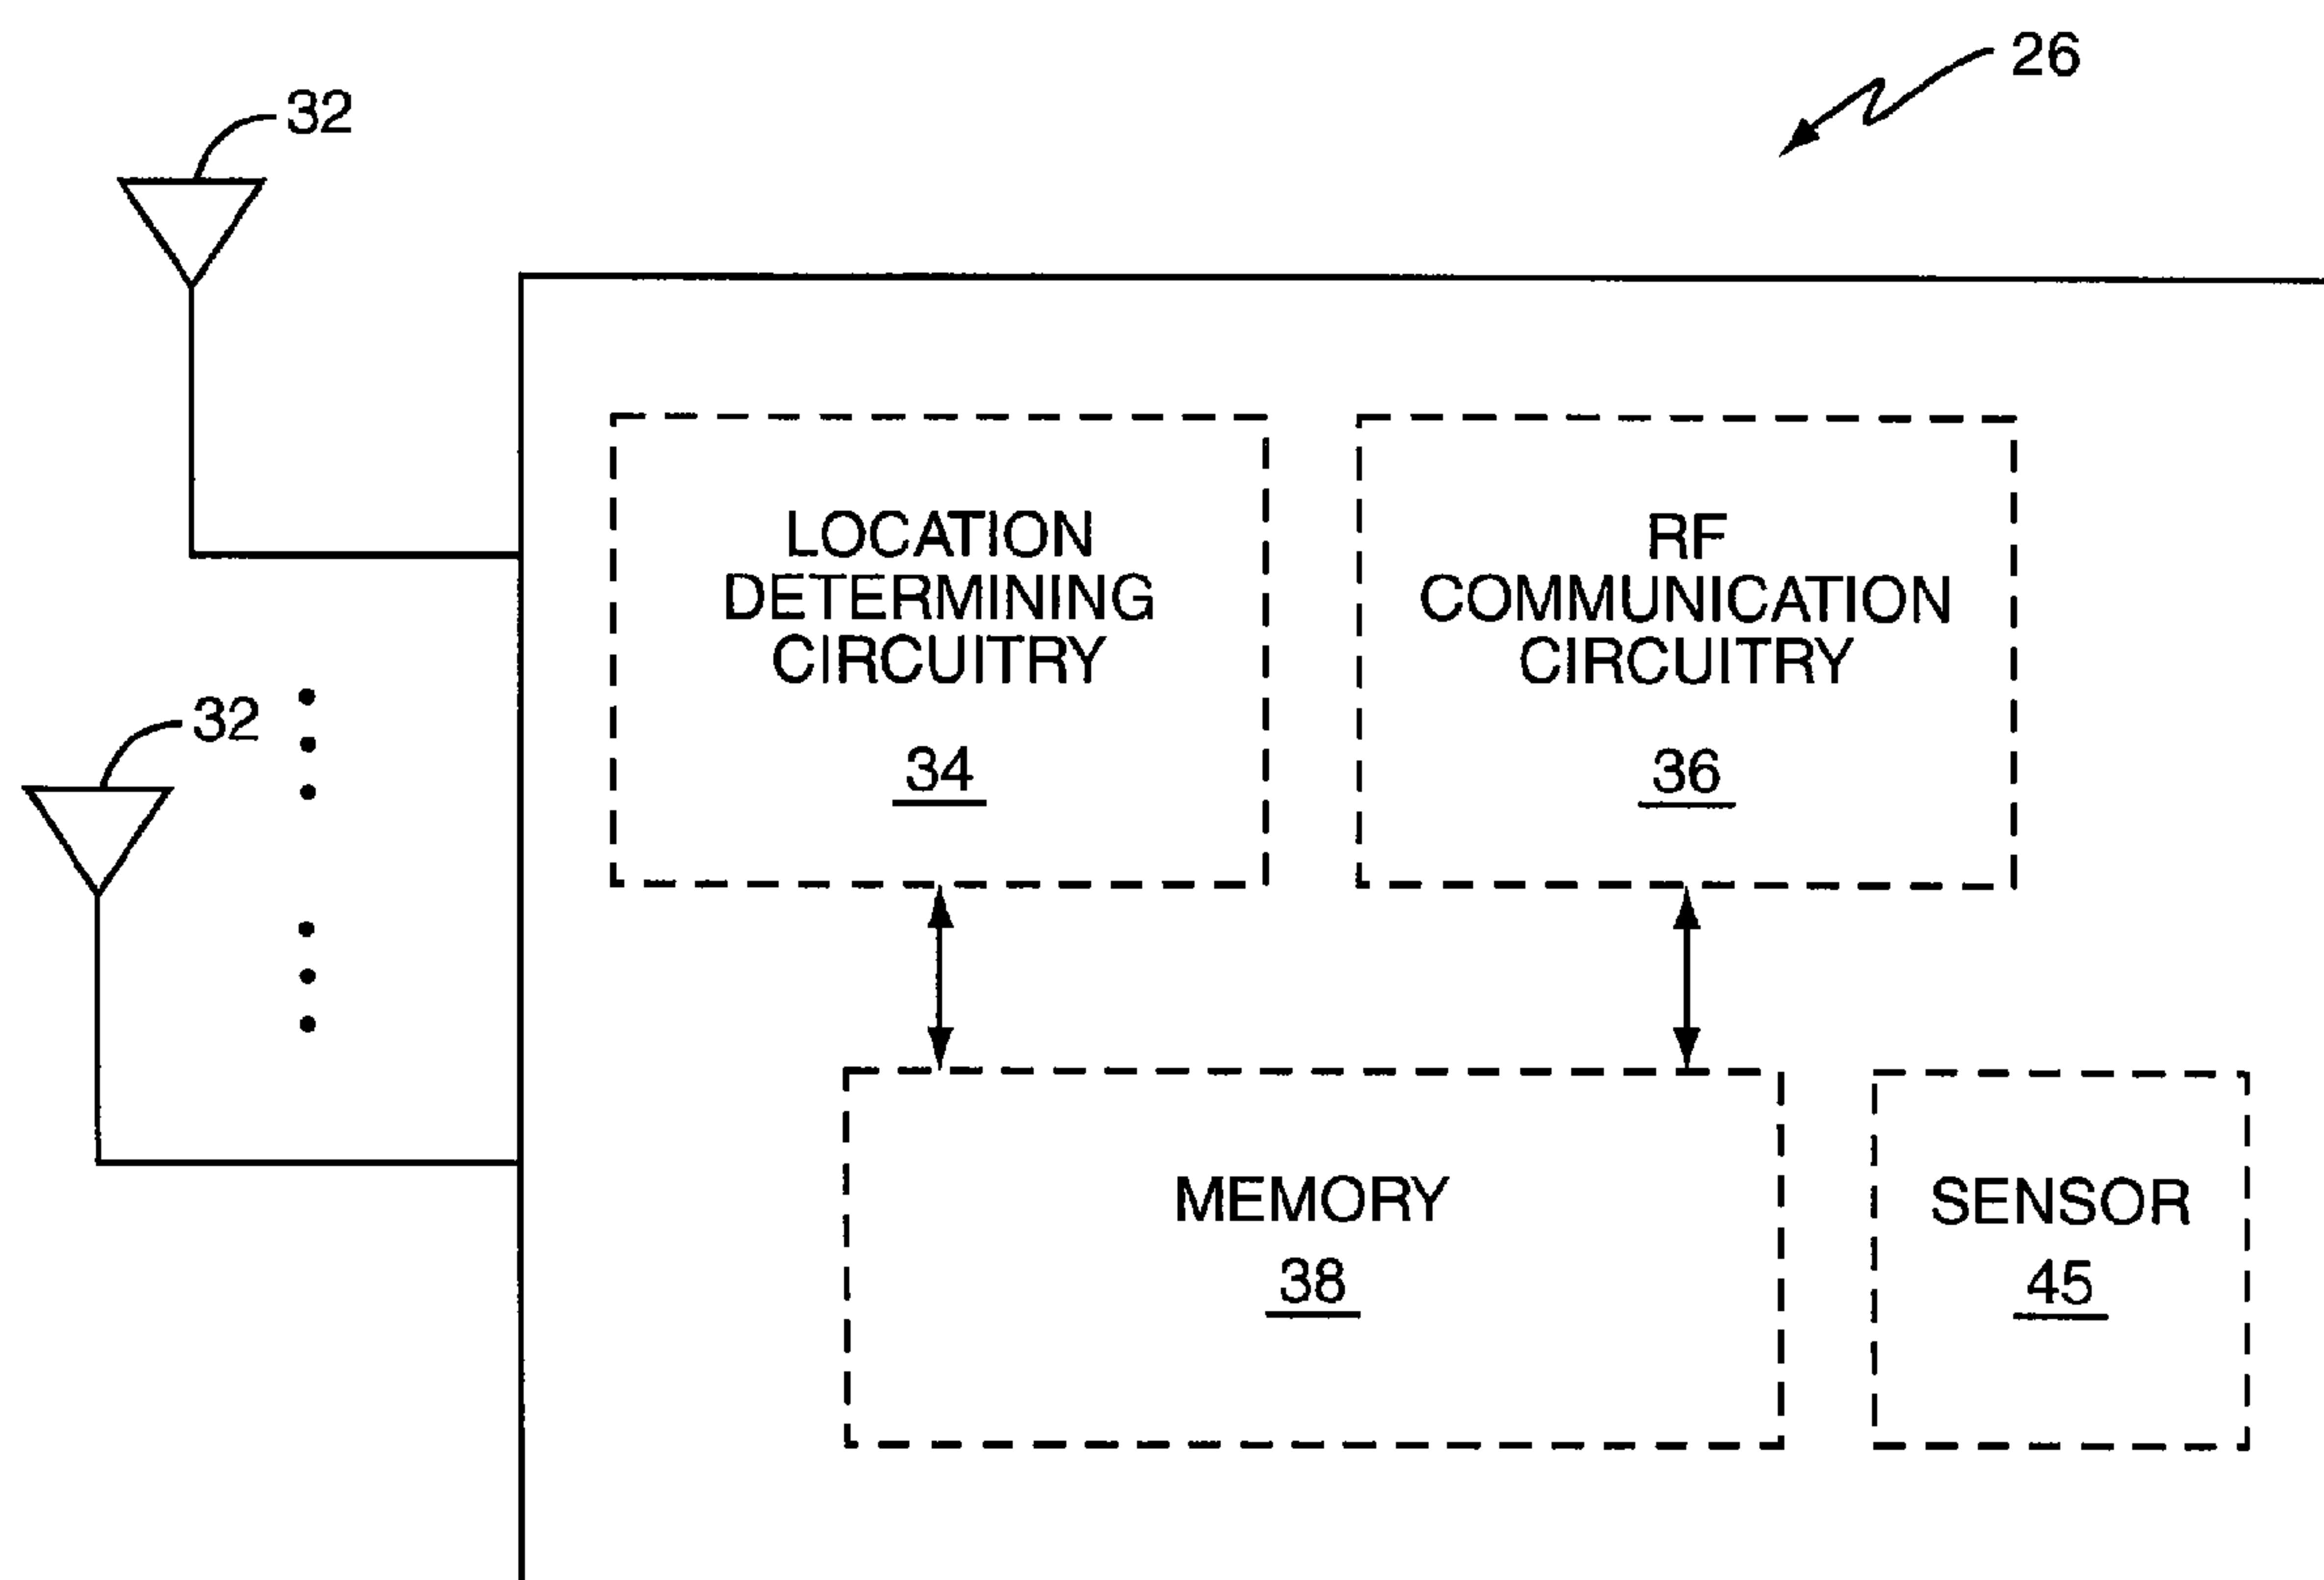 26
32
LOCATION
DETERMINING
CIRCUITRY
34
RF
COMMUNICATION
CIRCUITRY
36
32
MEMORY
38
SENSOR
45